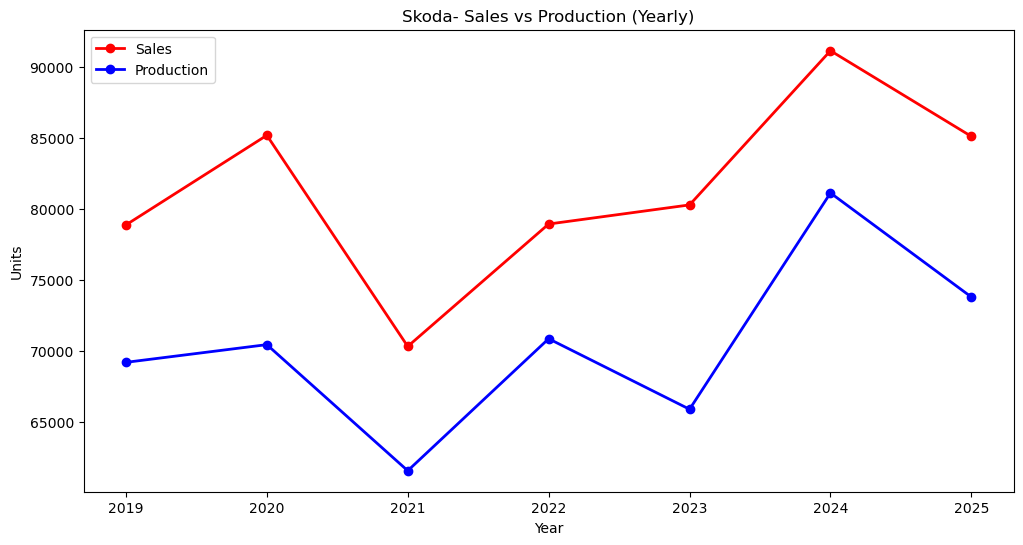 Skoda- Sales vs Production (Yearly)
Sales
Production
90000
85000
80000
75000
70000
65000
Units
2019 2020 2021 2022 2023 2024 2025
Year